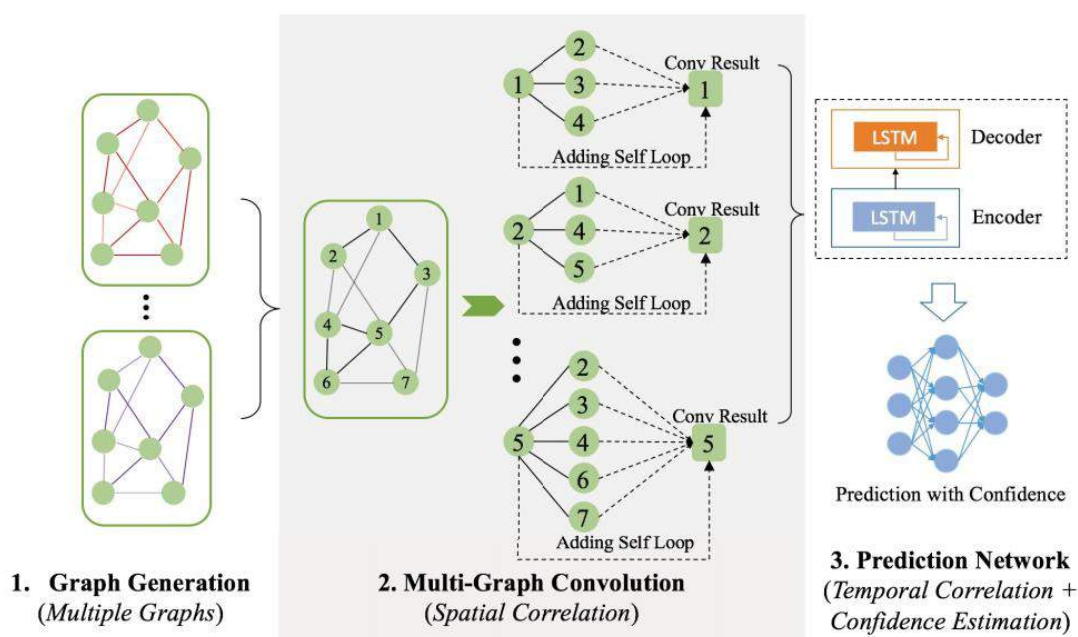 2
Conv Result
1
3
1
4
Adding Self Loop
1
Conv Result
2
4
2
5
Adding Self Loop
1
2
3
4
5
6
7
2
3
Conv Result
5
4
5
6
7
Adding Self Loop
LSTM
Decoder
LSTM
Encoder
Prediction with Confidence
1. Graph Generation
(Multiple Graphs)
2. Multi-Graph Convolution
(Spatial Correlation)
3. Prediction Network
(Temporal Correlation +
Confidence Estimation)